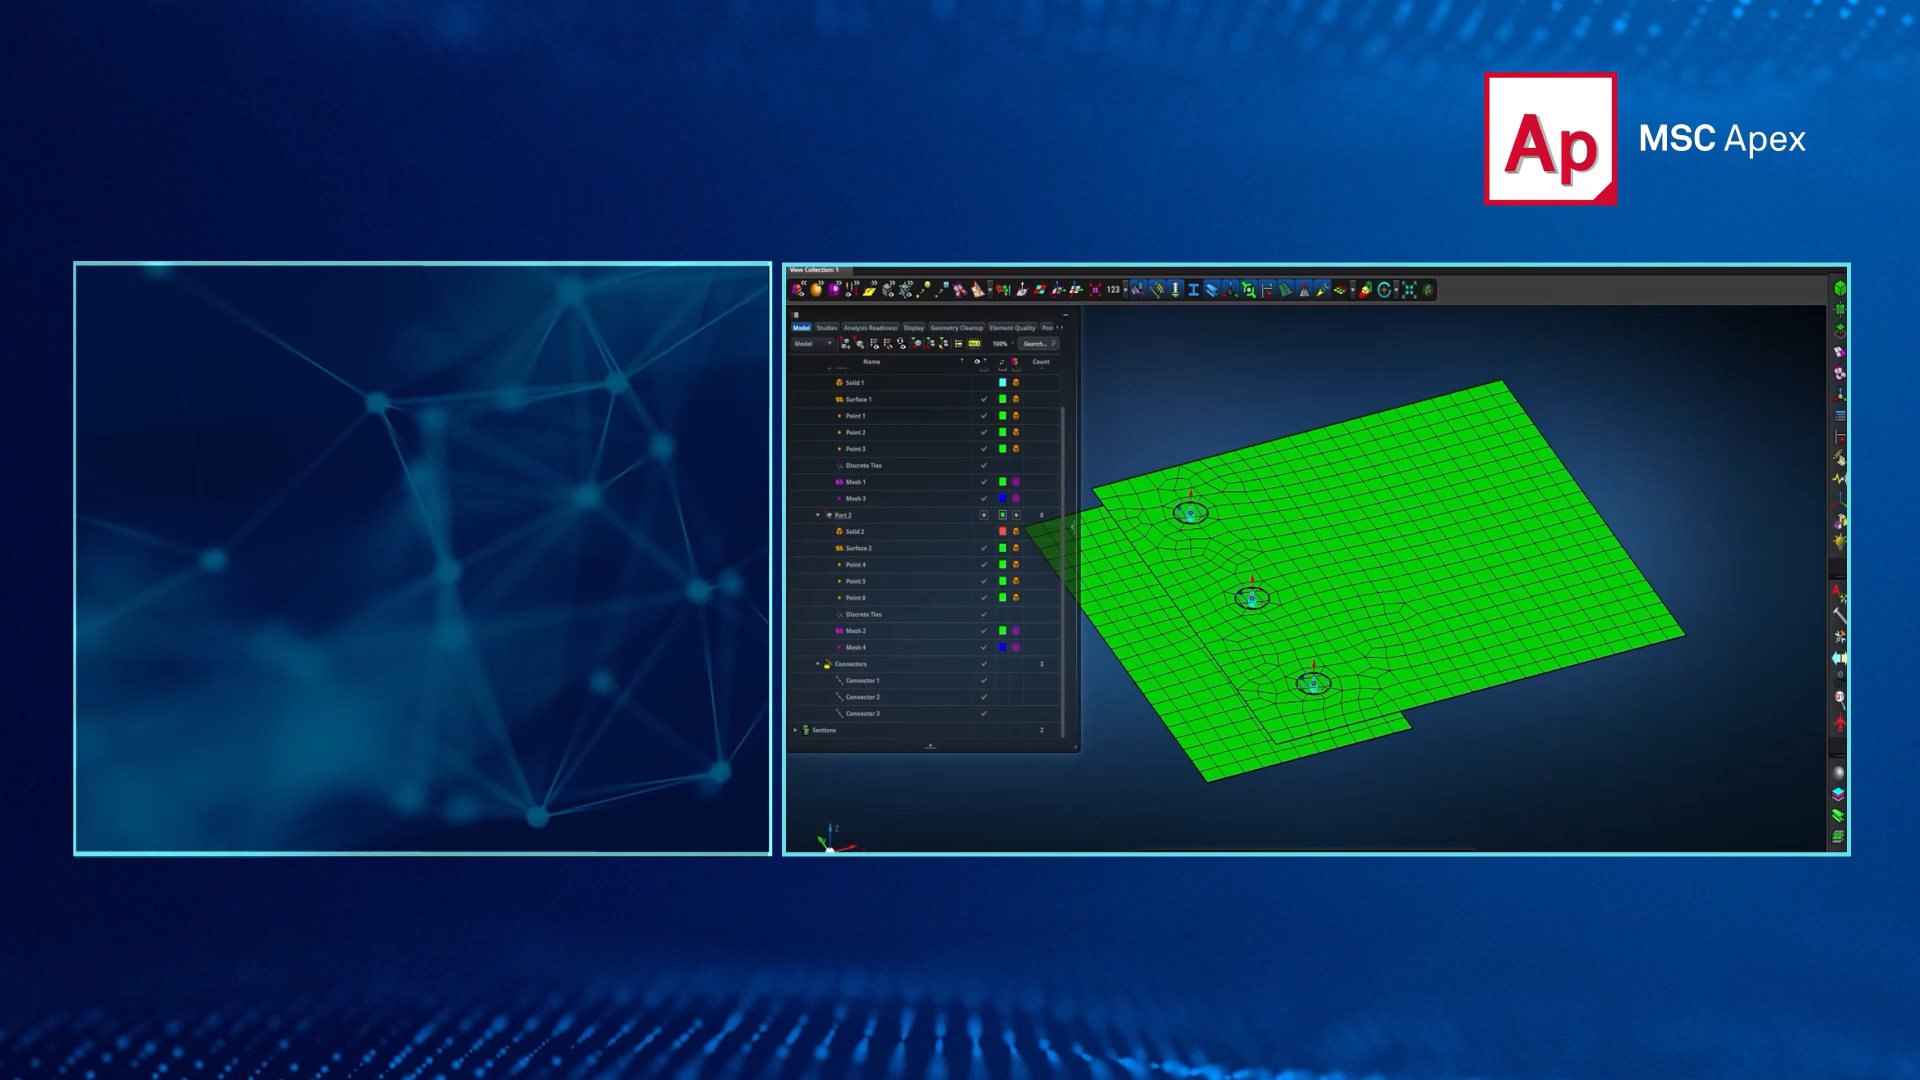 Ap
MSC Apex
View Collection: 1
123
Model Studies Analysis Readiness Display Geometry Cleanup Element Quality
Model 100% Search...
Name Count
Solid 1
Surface 1
Point 1
Point 2
Point 3
Discrete Ties
Mesh 1
Mesh 3
Part 2 8
Solid 2
Surface 2
Point 4
Point 5
Point 6
Discrete Ties
Mesh 2
Mesh 4
Connectors 3
Connector 1
Connector 2
Connector 3
Sections 2
Z